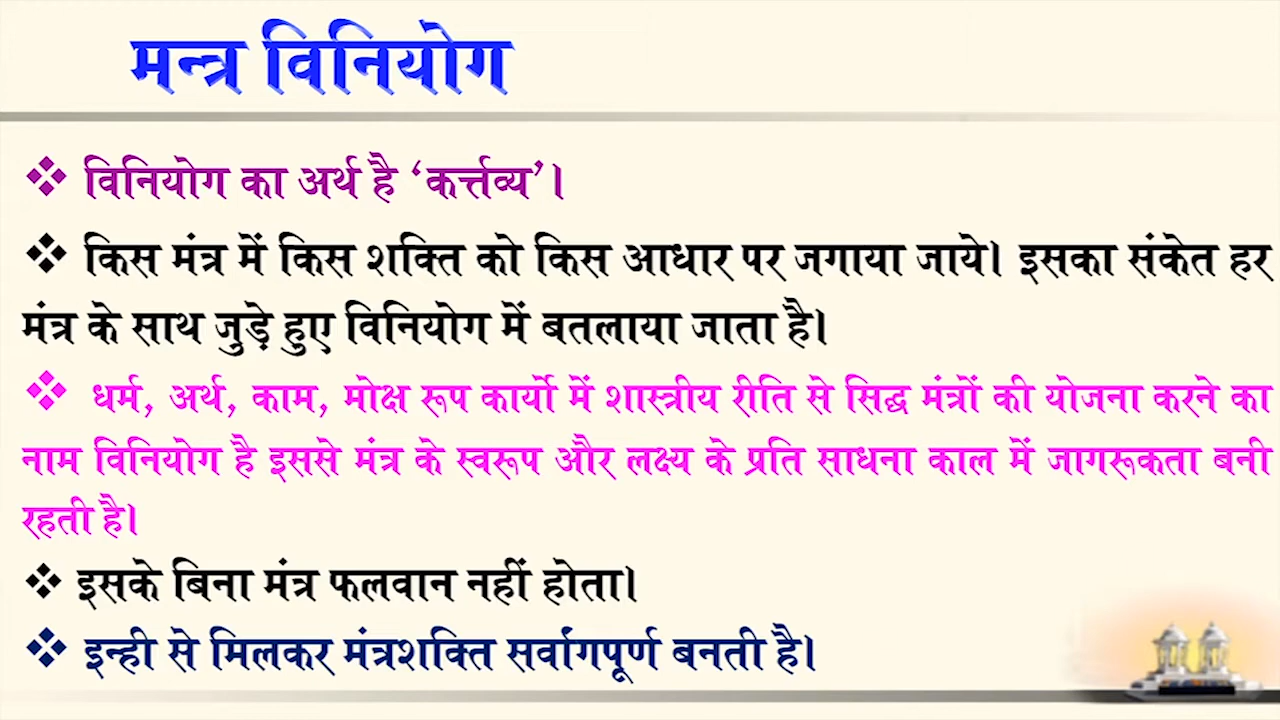 मन्त्र विनियोग
❖ विनियोग का अर्थ है ‘कर्त्तव्य’।
❖ किस मंत्र में किस शक्ति को किस आधार पर जगाया जाये। इसका संकेत हर
मंत्र के साथ जुड़े हुए विनियोग में बतलाया जाता है।
❖ धर्म, अर्थ, काम, मोक्ष रूप कार्यो में शास्त्रीय रीति से सिद्ध मंत्रों की योजना करने का
नाम विनियोग है इससे मंत्र के स्वरूप और लक्ष्य के प्रति साधना काल में जागरूकता बनी
रहती है।
❖ इसके बिना मंत्र फलवान नहीं होता।
❖ इन्ही से मिलकर मंत्रशक्ति सर्वांगपूर्ण बनती है।